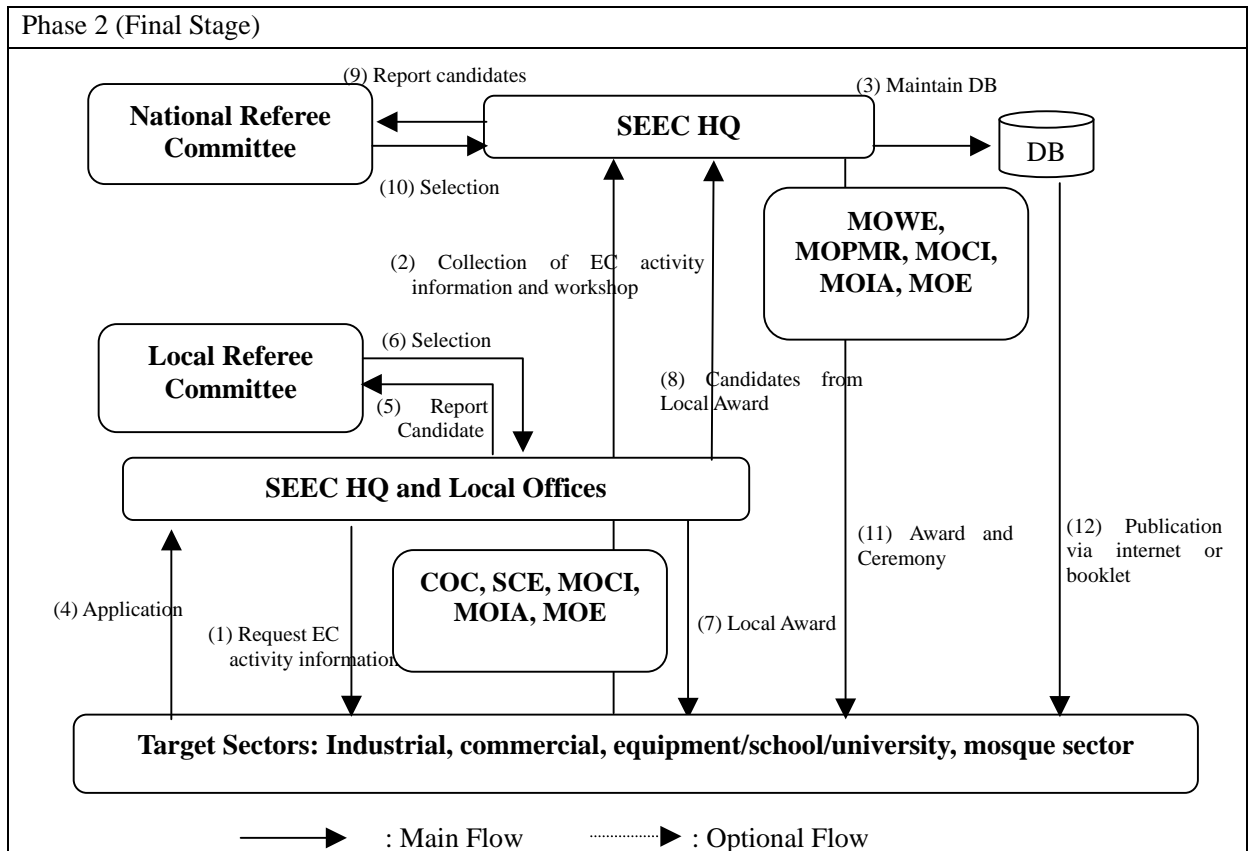 Phase 2 (Final Stage)
(9) Report candidates
(3) Maintain DB
National Referee
Committee
SEEC HQ
DB
(10) Selection
MOWE,
MOPMR, MOCI,
MOIA, MOE
(2) Collection of EC activity
information and workshop
Local Referee
Committee
(6) Selection
(8) Candidates from
Local Award
(5) Report
Candidate
SEEC HQ and Local Offices
(11) Award and
Ceremony
(12) Publication
via internet or
booklet
COC, SCE, MOCI,
MOIA, MOE
(4) Application
(1) Request EC
activity information
(7) Local Award
Target Sectors: Industrial, commercial, equipment/school/university, mosque sector
: Main Flow
: Optional Flow